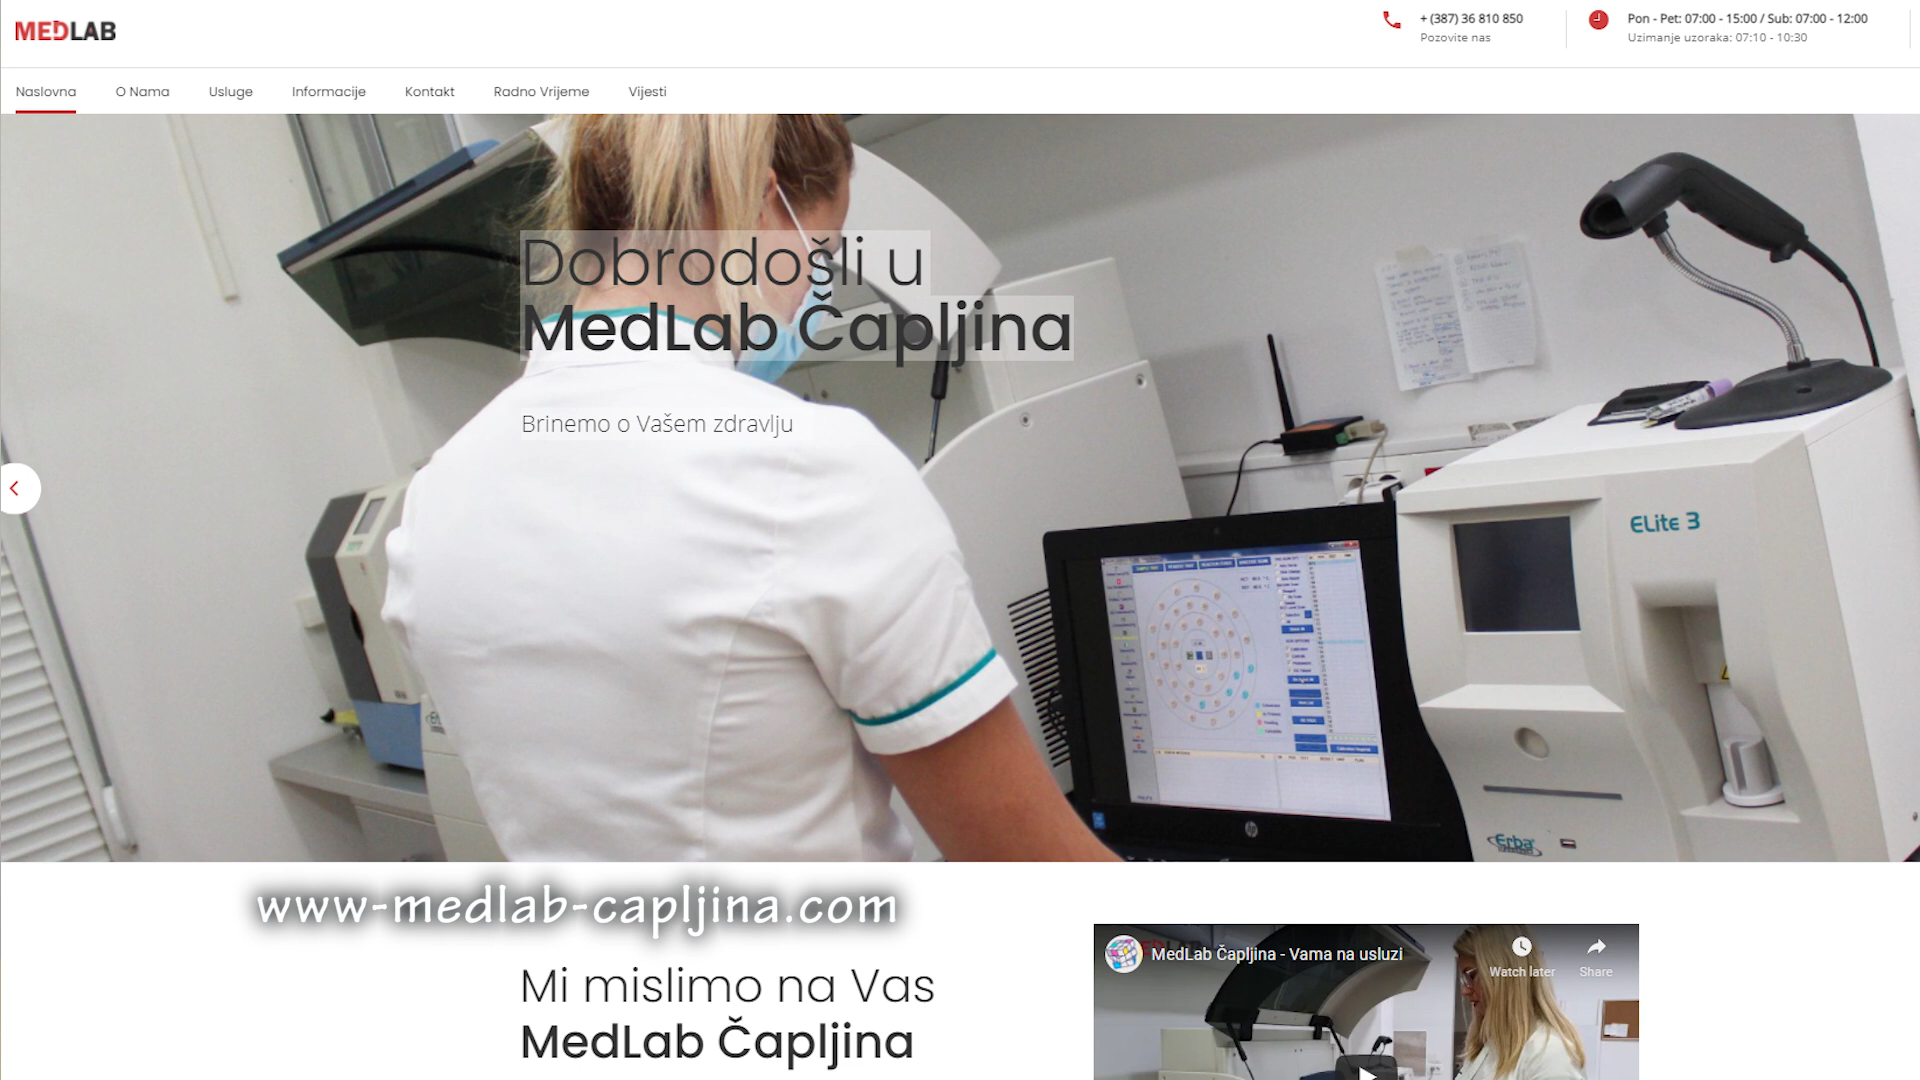 MEDLAB
+ (387) 36 810 850
Pozovite nas
Pon - Pet: 07:00 - 15:00 / Sub: 07:00 - 12:00
Uzimanje uzoraka: 07:10 - 10:30
Naslovna
O Nama
Usluge
Informacije
Kontakt
Radno Vrijeme
Vijesti
Dobrodošli u
MedLab Čapljina
Brinemo o Vašem zdravlju
ELite 3
hp
Erba
www-medlab-capljina.com
Mi mislimo na Vas
MedLab Čapljina
MedLab Čapljina - Vama na usluzi
Watch later
Share